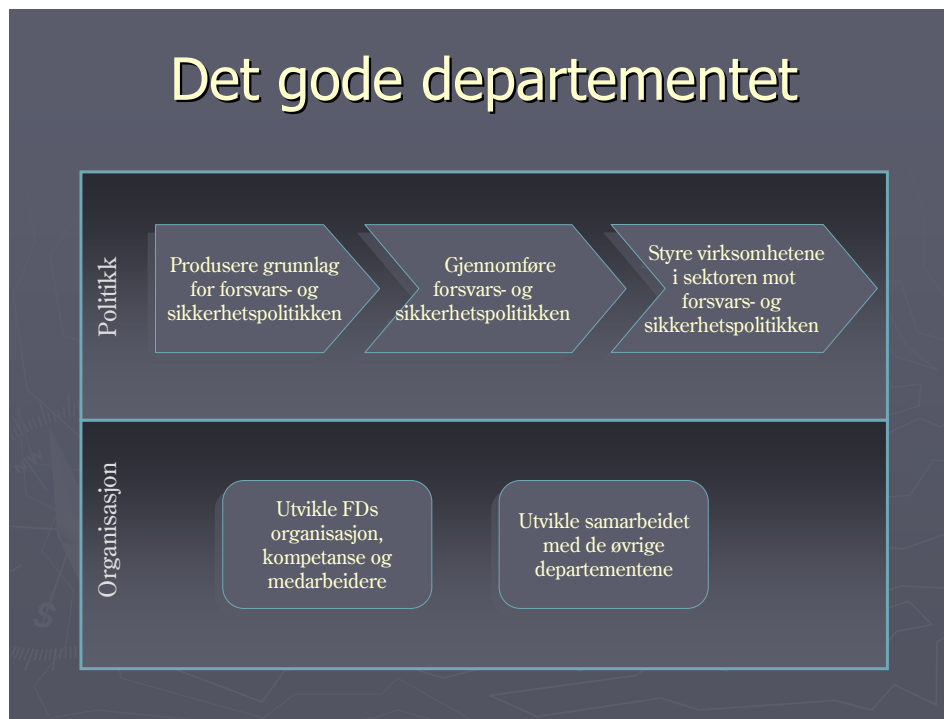 Det gode departementet
Politikk
Produsere grunnlag
for forsvars- og
sikkerhetspolitikken
Gjennomføre
forsvars- og
sikkerhetspolitikken
Styre virksomhetene
i sektoren mot
forsvars- og
sikkerhetspolitikken
Organisasjon
Utvikle FDs
organisasjon,
kompetanse og
medarbeidere
Utvikle samarbeidet
med de øvrige
departementene